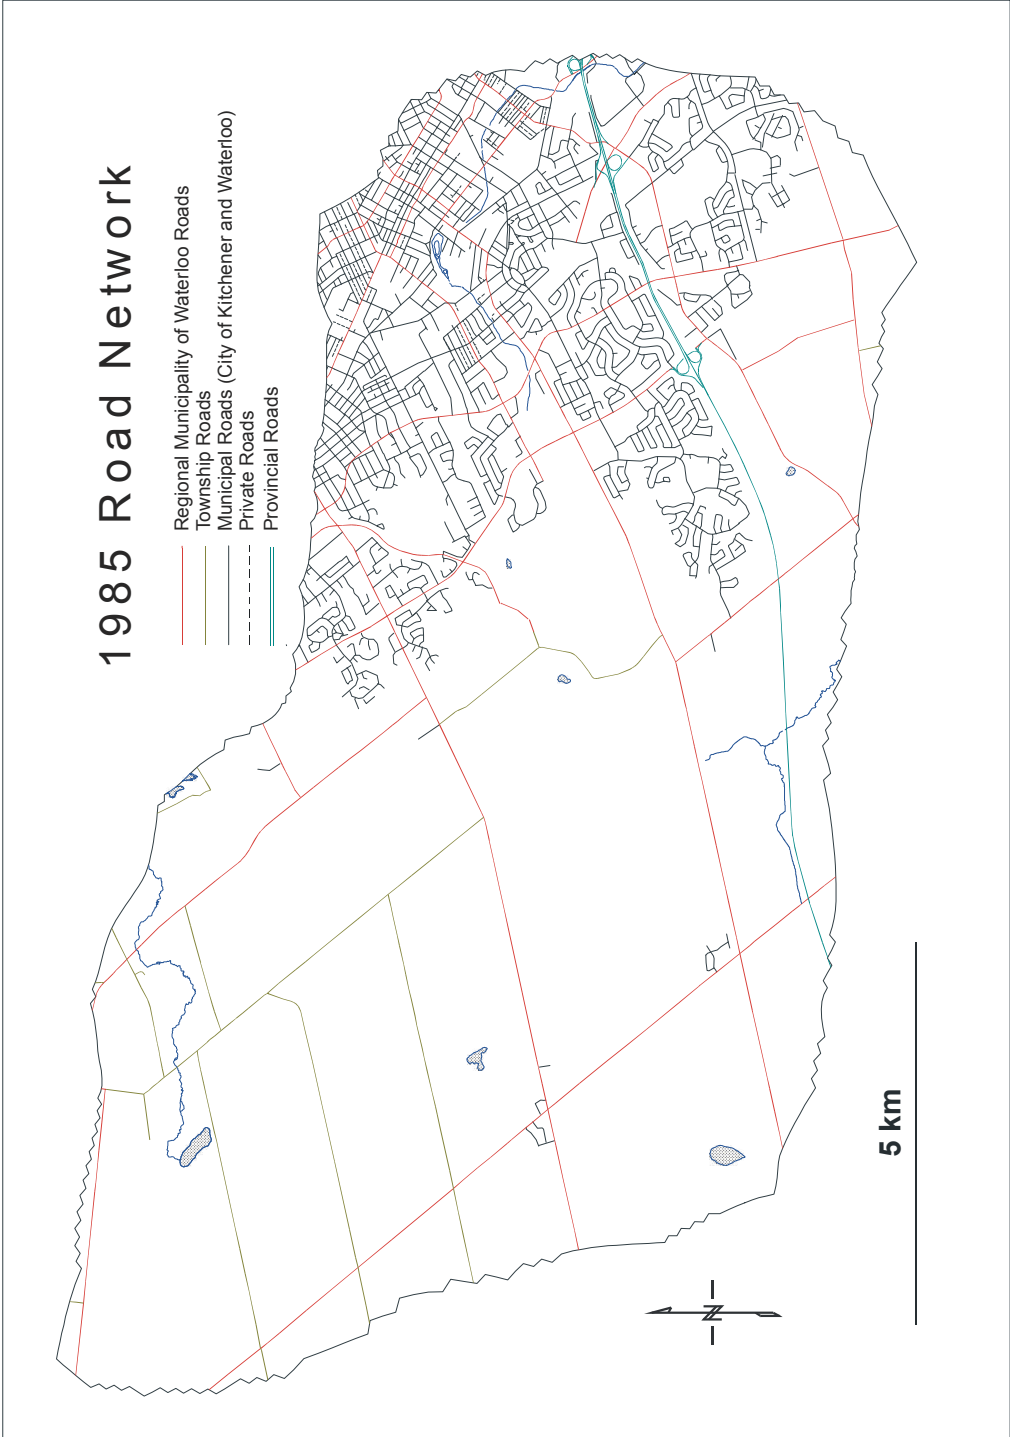 1985 Road Network
Regional Municipality of Waterloo Roads
Township Roads
Municipal Roads (City of Kitchener and Waterloo)
Private Roads
Provincial Roads
5 km
N